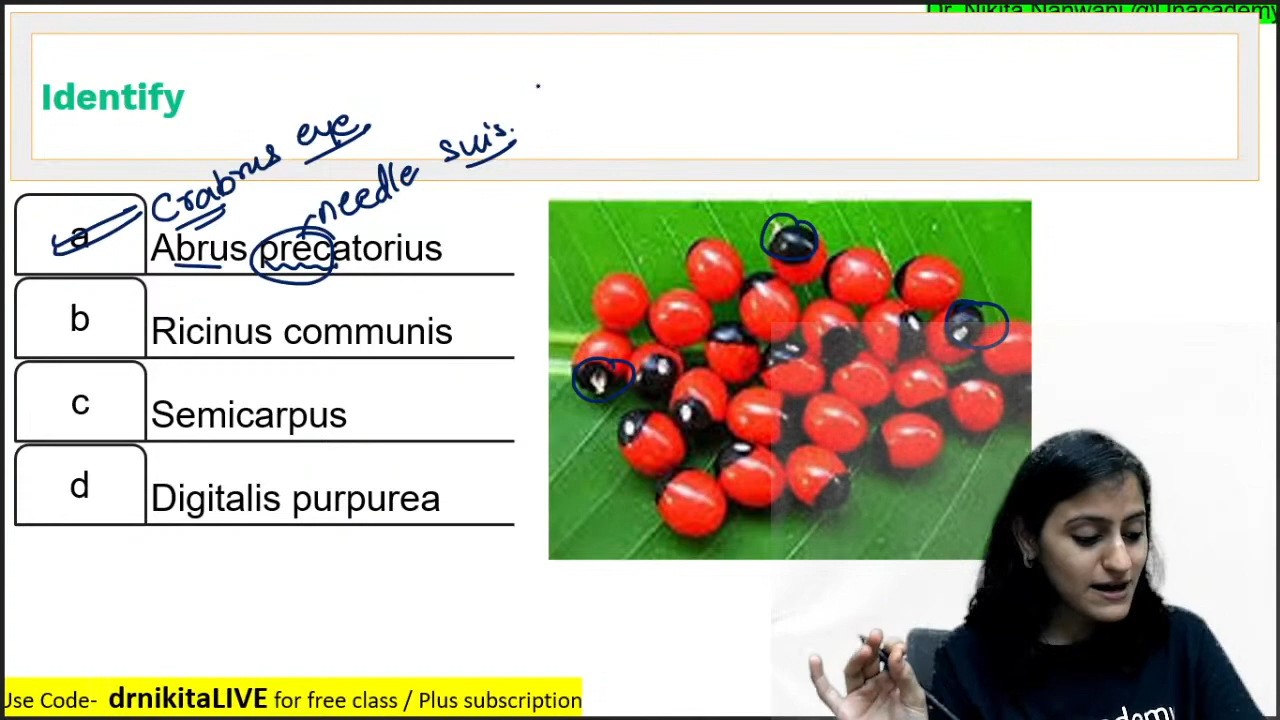 Dr. Nikita Nanwani @Unacademy
Identify
Crabrus eye
needle suis.
a
Abrus precatorius
b
Ricinus communis
c
Semicarpus
d
Digitalis purpurea
Use Code- drnikitaLIVE for free class / Plus subscription